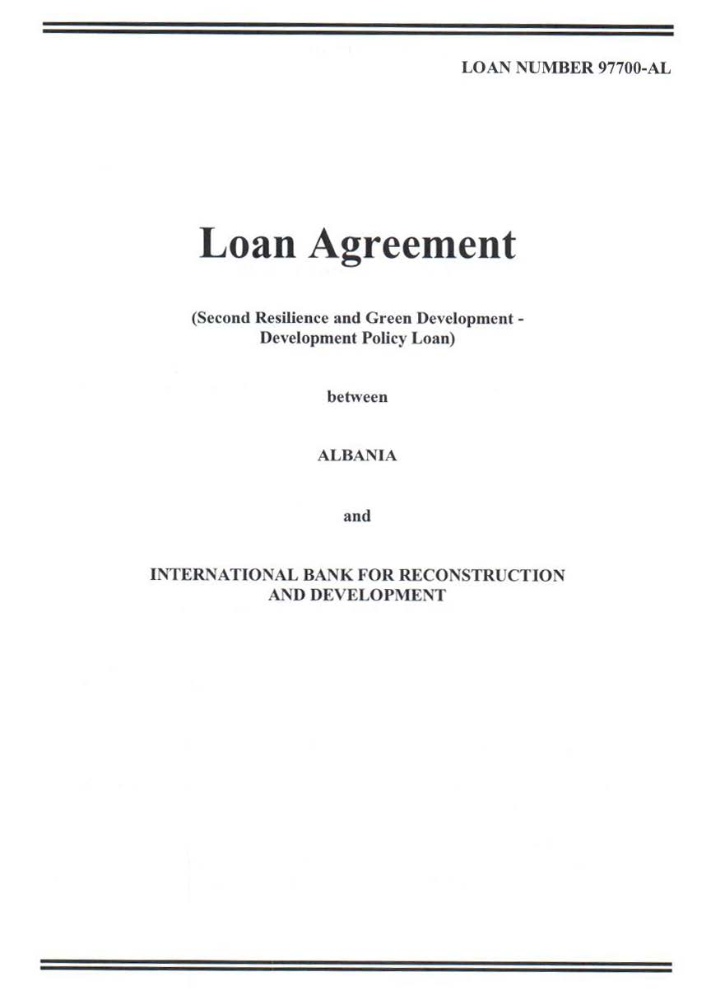 LOAN NUMBER 97700-AL
Loan Agreement
(Second Resilience and Green Development -
Development Policy Loan)
between
ALBANIA
and
INTERNATIONAL BANK FOR RECONSTRUCTION
AND DEVELOPMENT